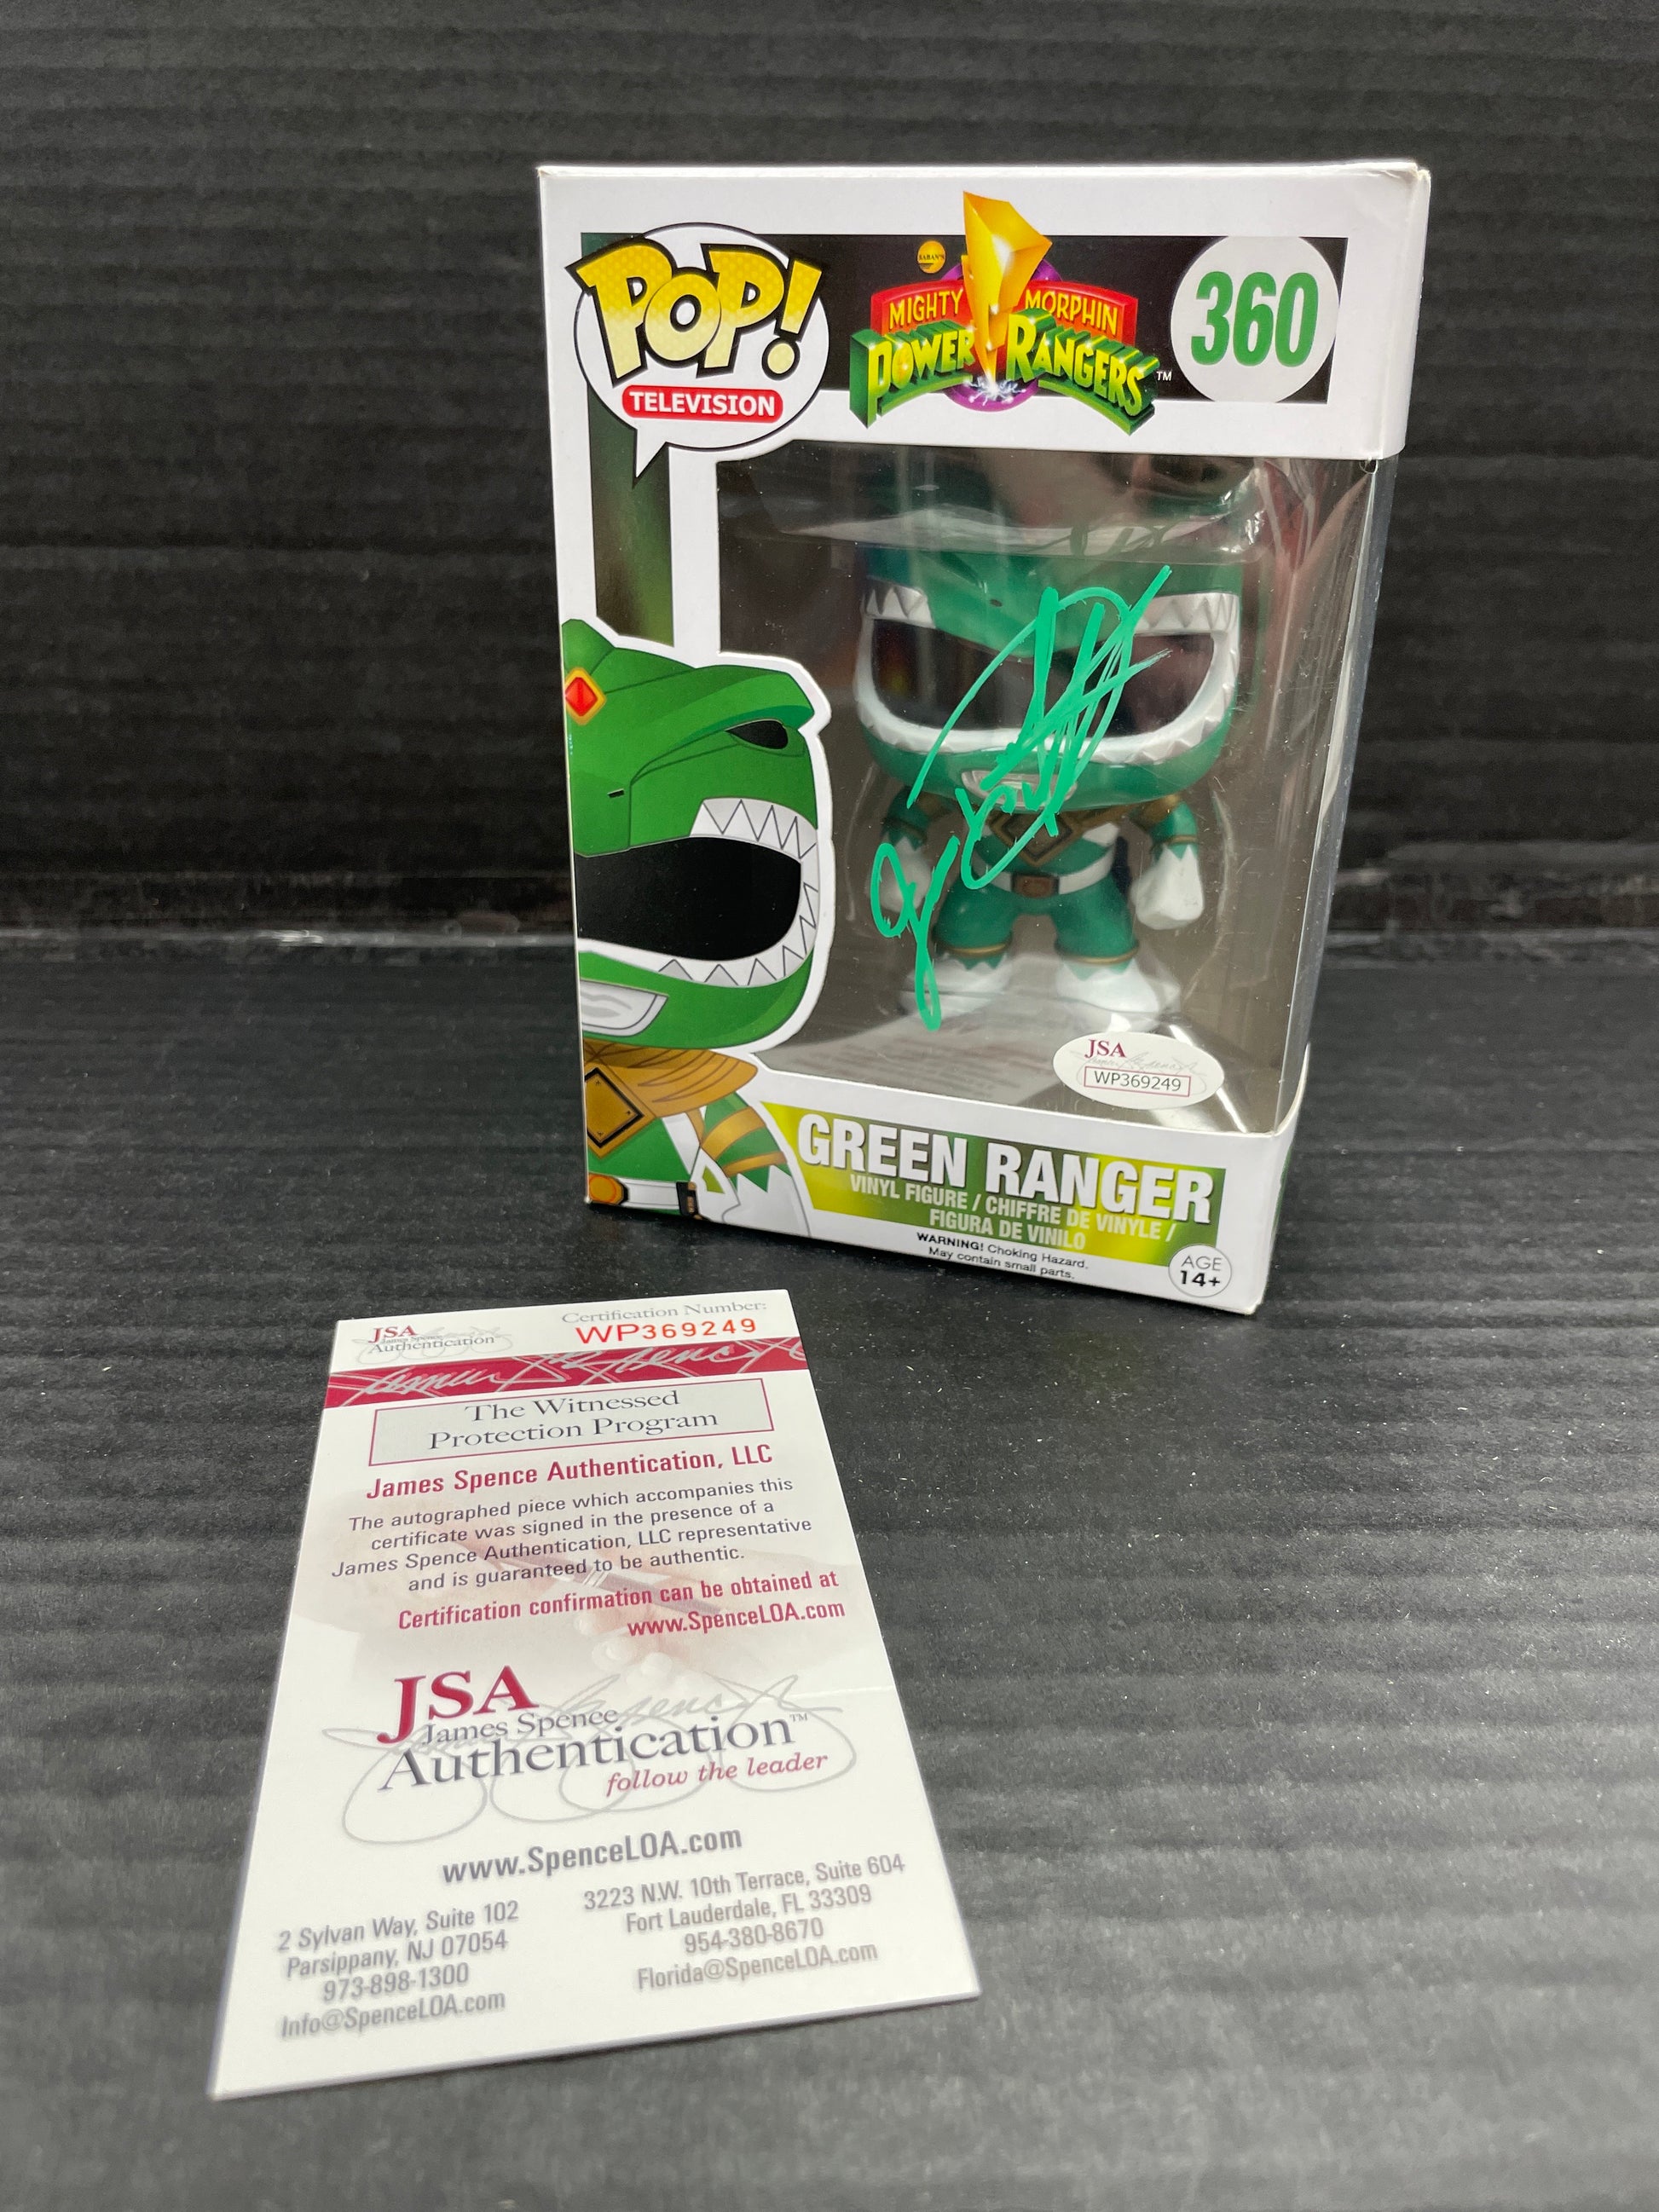 POP!
TELEVISION
SABAN'S
MIGHTY MORPHIN
POWER RANGERS™
360
JSA
WP369249
GREEN RANGER
VINYL FIGURE / CHIFFRE DE VINYLE /
FIGURA DE VINILO
WARNING! Choking Hazard.
May contain small parts.
AGE
14+
JSA
James Spence
Authentication
Certification Number:
WP369249
The Witnessed
Protection Program
James Spence Authentication, LLC
The autographed piece which accompanies this
certificate was signed in the presence of a
James Spence Authentication, LLC representative
and is guaranteed to be authentic.
Certification confirmation can be obtained at
www.SpenceLOA.com
JSA
James Spence
Authentication™
follow the leader
www.SpenceLOA.com
2 Sylvan Way, Suite 102
Parsippany, NJ 07054
973-898-1300
Info@SpenceLOA.com
3223 N.W. 10th Terrace, Suite 604
Fort Lauderdale, FL 33309
954-380-8670
Florida@SpenceLOA.com